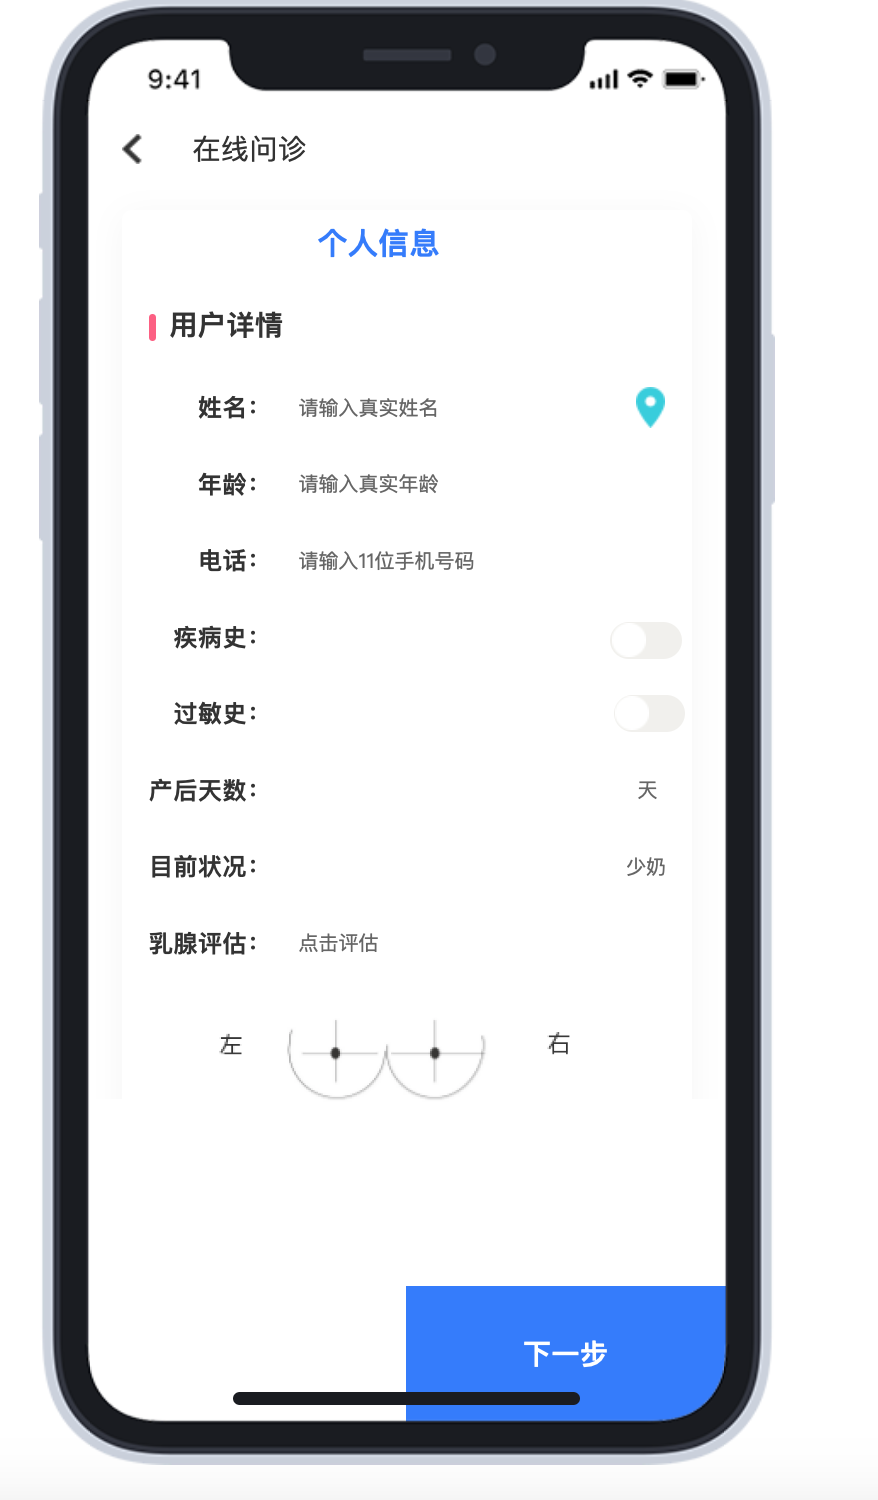 9:41
在线问诊
个人信息
用户详情
姓名： 请输入真实姓名
年龄： 请输入真实年龄
电话： 请输入11位手机号码
疾病史：
过敏史：
产后天数： 天
目前状况： 少奶
乳腺评估： 点击评估
左 右
下一步